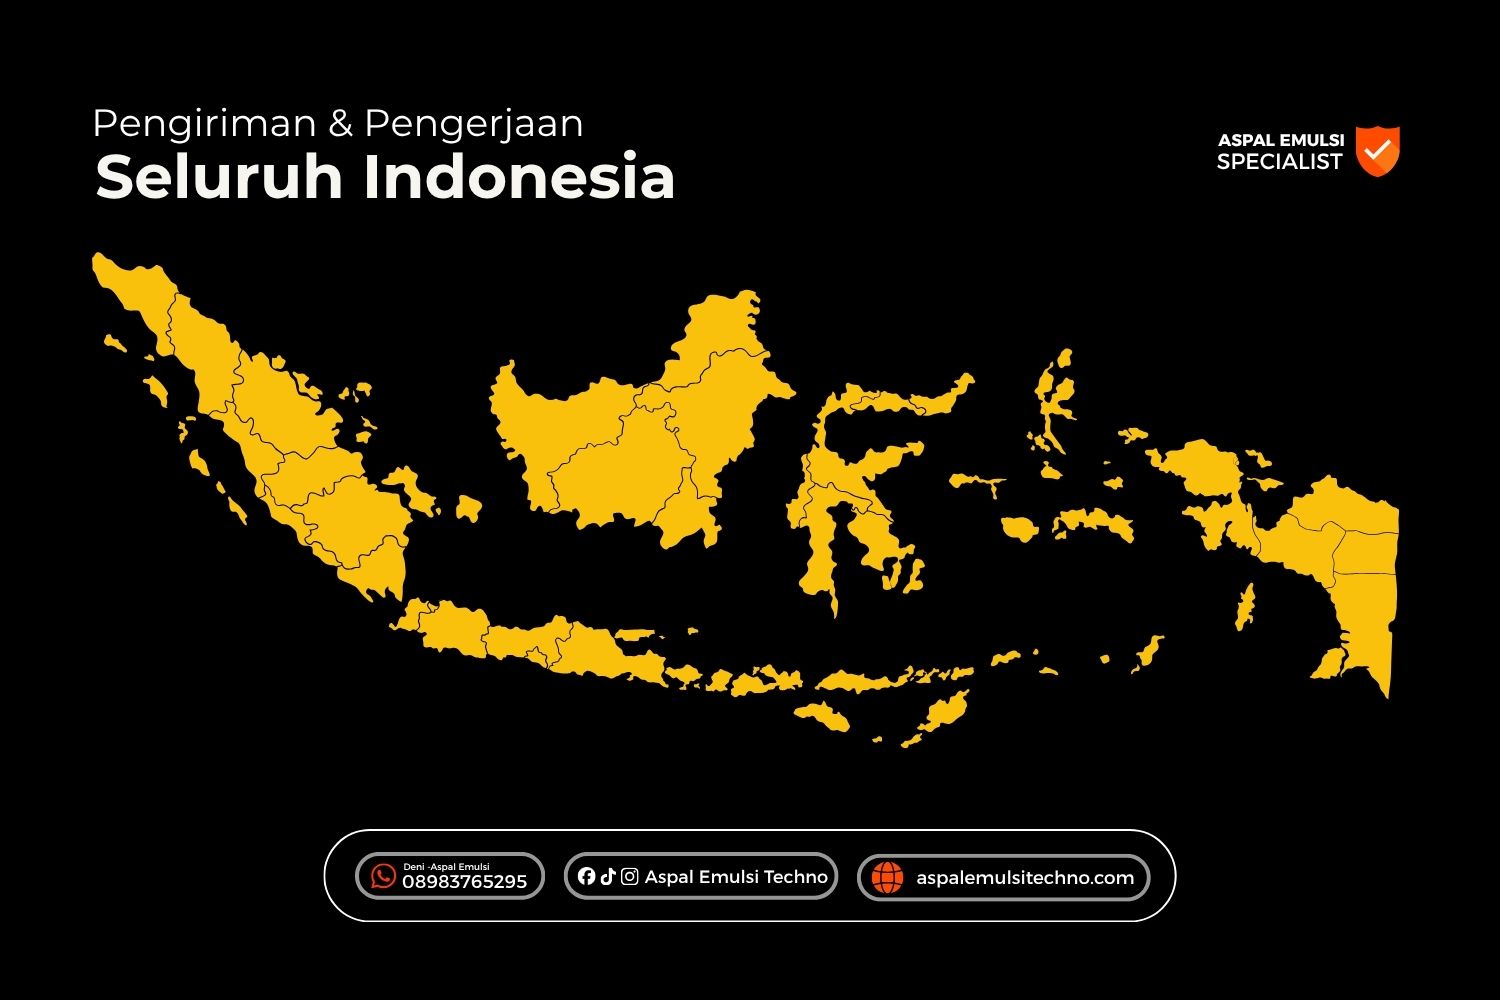 Pengiriman & Pengerjaan
Seluruh Indonesia
ASPAL EMULSI
SPECIALIST
Deni -Aspal Emulsi
08983765295
Aspal Emulsi Techno
aspalemulsitechno.com